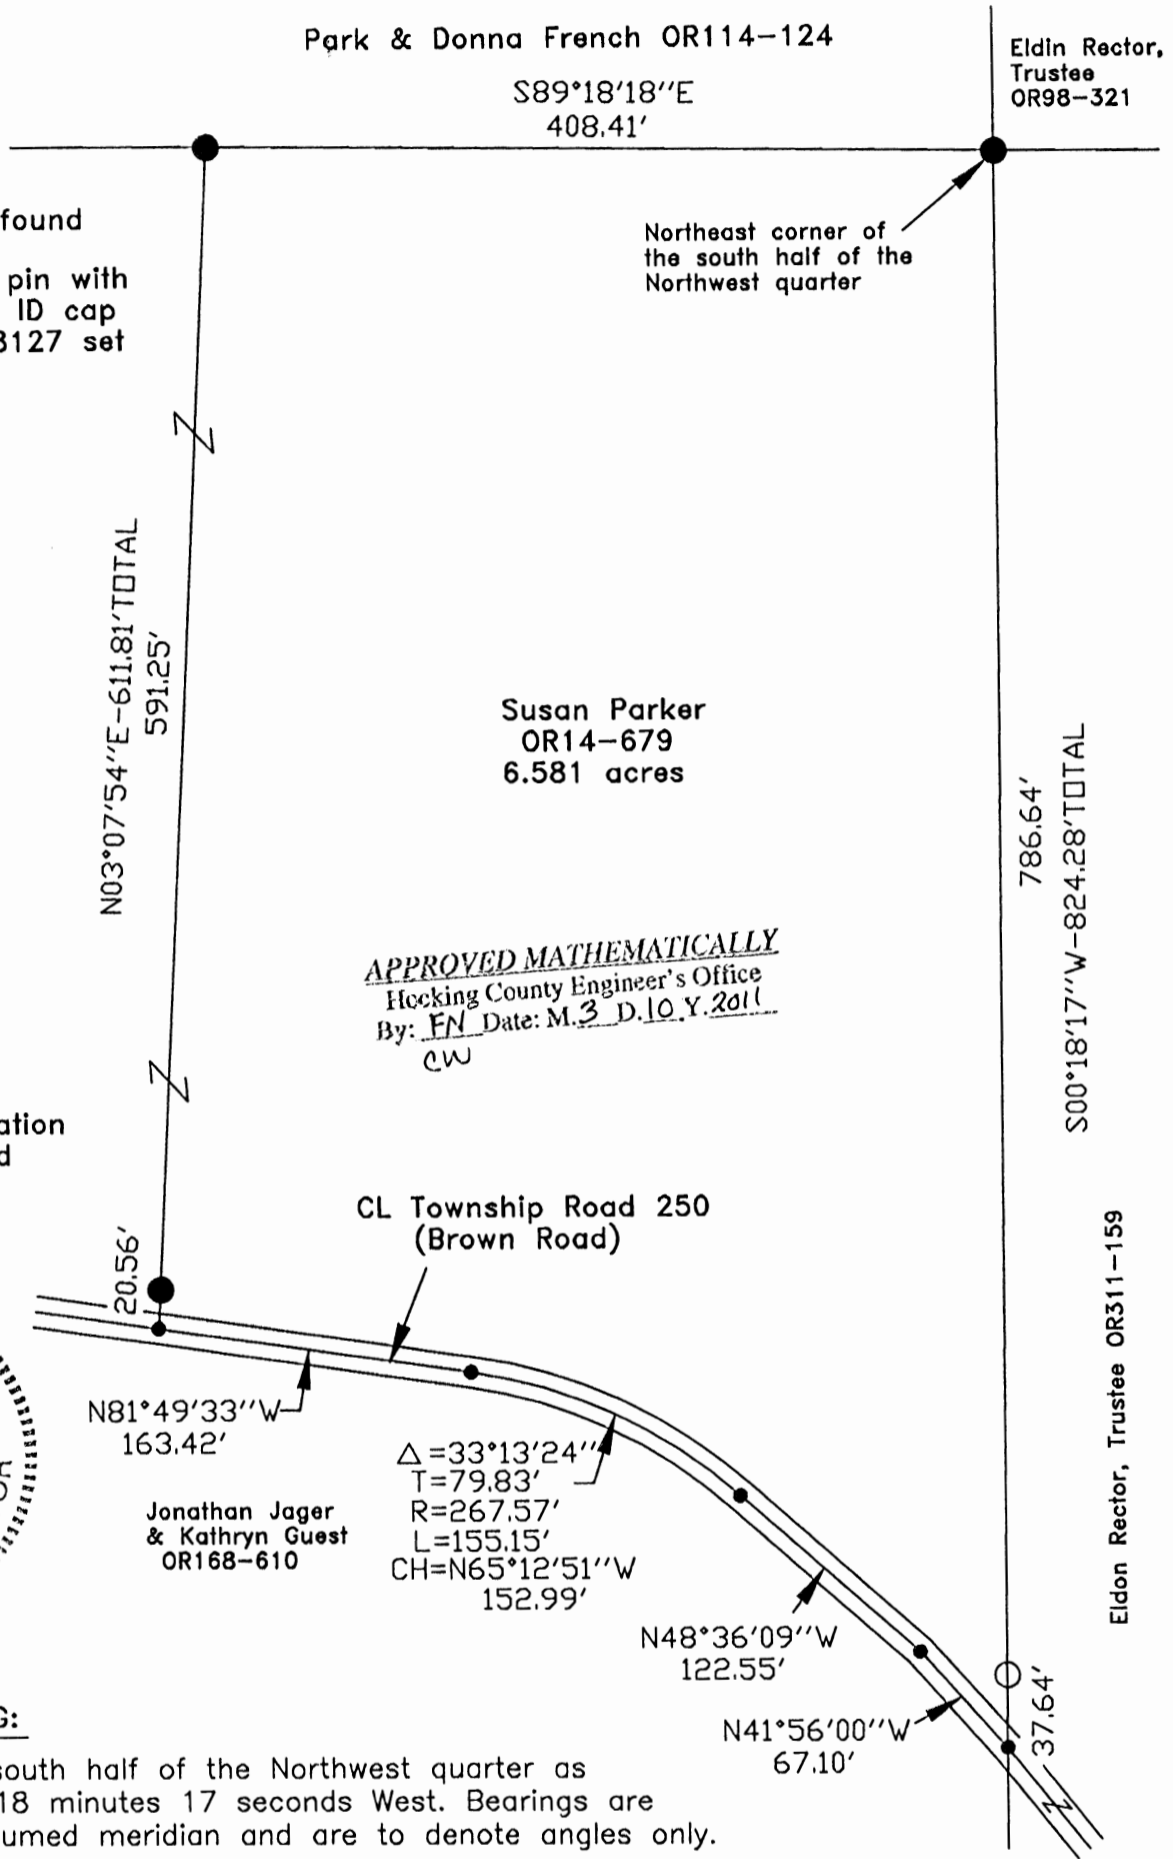 Park & Donna French OR114-124
S89°18'18"E
408.41'
Eldin Rector,
Trustee
OR98-321
found
pin with
ID cap
127 set
Northeast corner of
the south half of the
Northwest quarter
N03°07'54"E-611.81'TOTAL
591.25'
Susan Parker
OR14-679
6.581 acres
786.64'
S00°18'17"W-824.28'TOTAL
APPROVED MATHEMATICALLY
Hocking County Engineer's Office
By: FN Date: M.3 D.10 Y.2011
CW
ation
CL Township Road 250
(Brown Road)
20.56'
N81°49'33"W
163.42'
Jonathan Jager
& Kathryn Guest
OR168-610
Δ=33°13'24"
T=79.83'
R=267.57'
L=155.15'
CH=N65°12'51"W
152.99'
N48°36'09"W
122.55'
N41°56'00"W
67.10'
37.64'
Eldon Rector, Trustee OR311-159
G:
south half of the Northwest quarter as
18 minutes 17 seconds West. Bearings are
umed meridian and are to denote angles only.